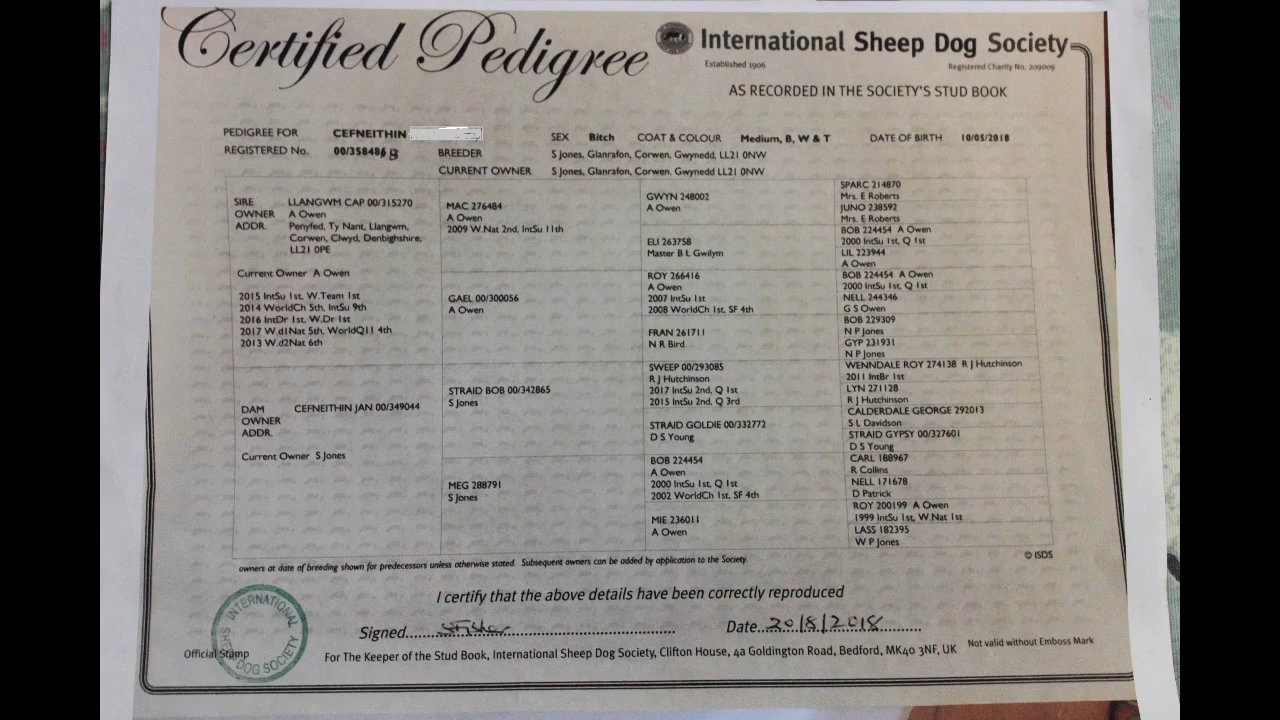 Certified Pedigree
International Sheep Dog Society
Established 1906
Registered Charity No. 209009
AS RECORDED IN THE SOCIETY'S STUD BOOK
PEDIGREE FOR CEFNEITHIN
SEX Bitch COAT & COLOUR Medium, B, W & T DATE OF BIRTH 10/05/2018
REGISTERED No. 00/358486
BREEDER S Jones, Glanrafon, Corwen, Gwynedd, LL21 0NW
CURRENT OWNER S Jones, Glanrafon, Corwen, Gwynedd LL21 0NW
SIRE LLANGWM CAP 00/315270
OWNER A Owen
ADDR. Penyfed, Ty Nant, Llangwm,
Corwen, Clwyd, Denbighshire,
LL21 0PE
Current Owner A Owen
2015 IntSu 1st, W.Team 1st
2014 WorldCh 5th, IntSu 9th
2016 IntDr 1st, W.Dr 1st
2017 W.d1Nat 5th, WorldQ11 4th
2013 W.d2Nat 6th
DAM CEFNEITHIN JAN 00/349044
OWNER
ADDR.
Current Owner S Jones
MAC 276484
A Owen
2009 W.Nat 2nd, IntSu 11th
GAEL 00/300056
A Owen
STRAID BOB 00/342865
S Jones
MEG 288791
S Jones
GWYN 248002
A Owen
ELI 263758
Master B L Gwilym
ROY 266416
A Owen
2007 IntSu 1st
2008 WorldCh 1st, SF 4th
FRAN 261711
N R Bird
SWEEP 00/293085
R J Hutchinson
2017 IntSu 2nd, Q 1st
2015 IntSu 2nd, Q 3rd
STRAID GOLDIE 00/332772
D S Young
BOB 224454
A Owen
2000 IntSu 1st, Q 1st
2002 WorldCh 1st, SF 4th
MIE 236011
A Owen
SPARC 214870
Mrs. E Roberts
JUNO 238592
Mrs. E Roberts
BOB 224454 A Owen
2000 IntSu 1st, Q 1st
LIL 223944
A Owen
BOB 224454 A Owen
2000 IntSu 1st, Q 1st
NELL 244346
G S Owen
BOB 229309
N P Jones
GYP 231931
N P Jones
WENNDALE ROY 274138 R J Hutchinson
2011 IntBr 1st
LYN 271128
R J Hutchinson
CALDERDALE GEORGE 292013
S L Davidson
STRAID GYPSY 00/327601
D S Young
CARL 188967
R Collins
NELL 171678
D Patrick
ROY 200199 A Owen
1999 IntSu 1st, W.Nat 1st
LASS 182395
W P Jones
© ISDS
owners at date of breeding shown for predecessors unless otherwise stated. Subsequent owners can be added by application to the Society.
I certify that the above details have been correctly reproduced
Signed
Date 20/8/2018
Not valid without Emboss Mark
INTERNATIONAL SHEEP DOG SOCIETY
Official Stamp
For The Keeper of the Stud Book, International Sheep Dog Society, Clifton House, 4a Goldington Road, Bedford, MK40 3NF, UK